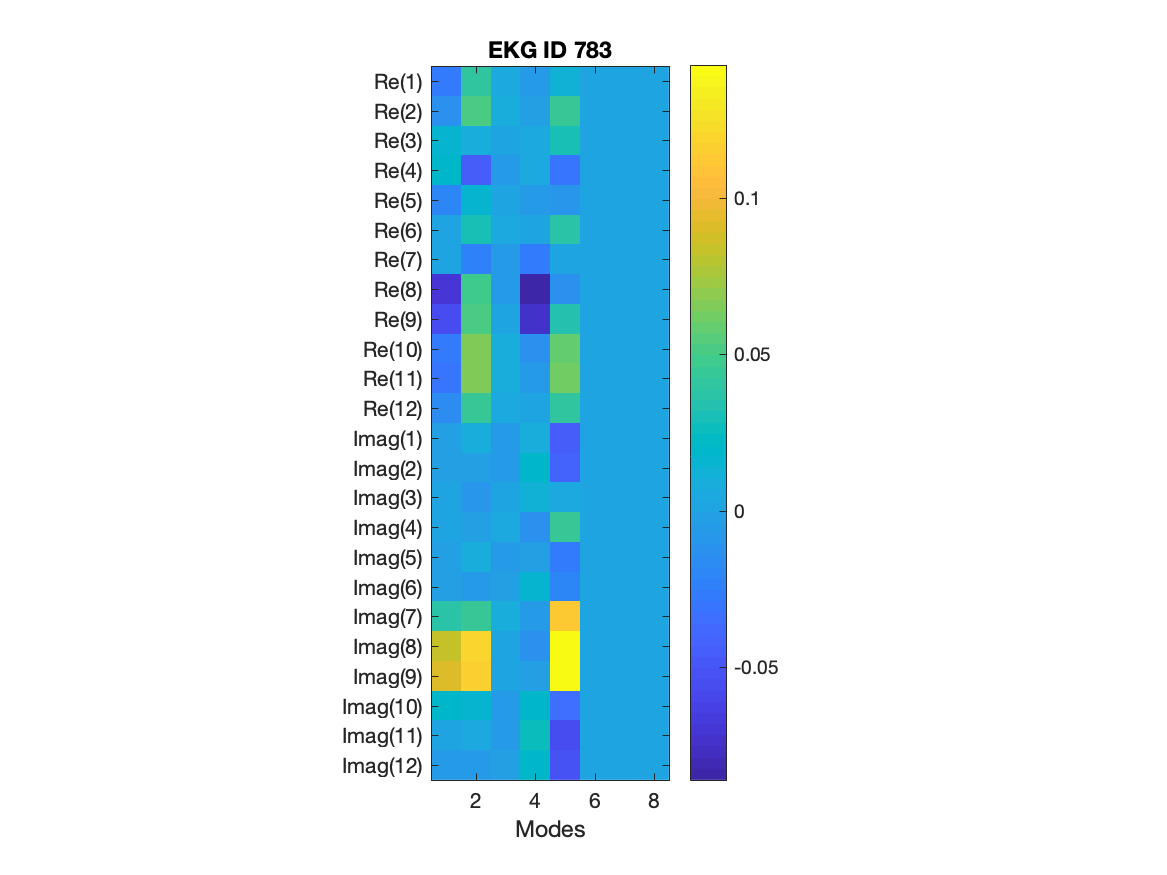 EKG ID 783
Re(1)
Re(2)
Re(3)
Re(4)
Re(5)
Re(6)
Re(7)
Re(8)
Re(9)
Re(10)
Re(11)
Re(12)
Imag(1)
Imag(2)
Imag(3)
Imag(4)
Imag(5)
Imag(6)
Imag(7)
Imag(8)
Imag(9)
Imag(10)
Imag(11)
Imag(12)
2 4 6 8
Modes
0.1
0.05
0
-0.05